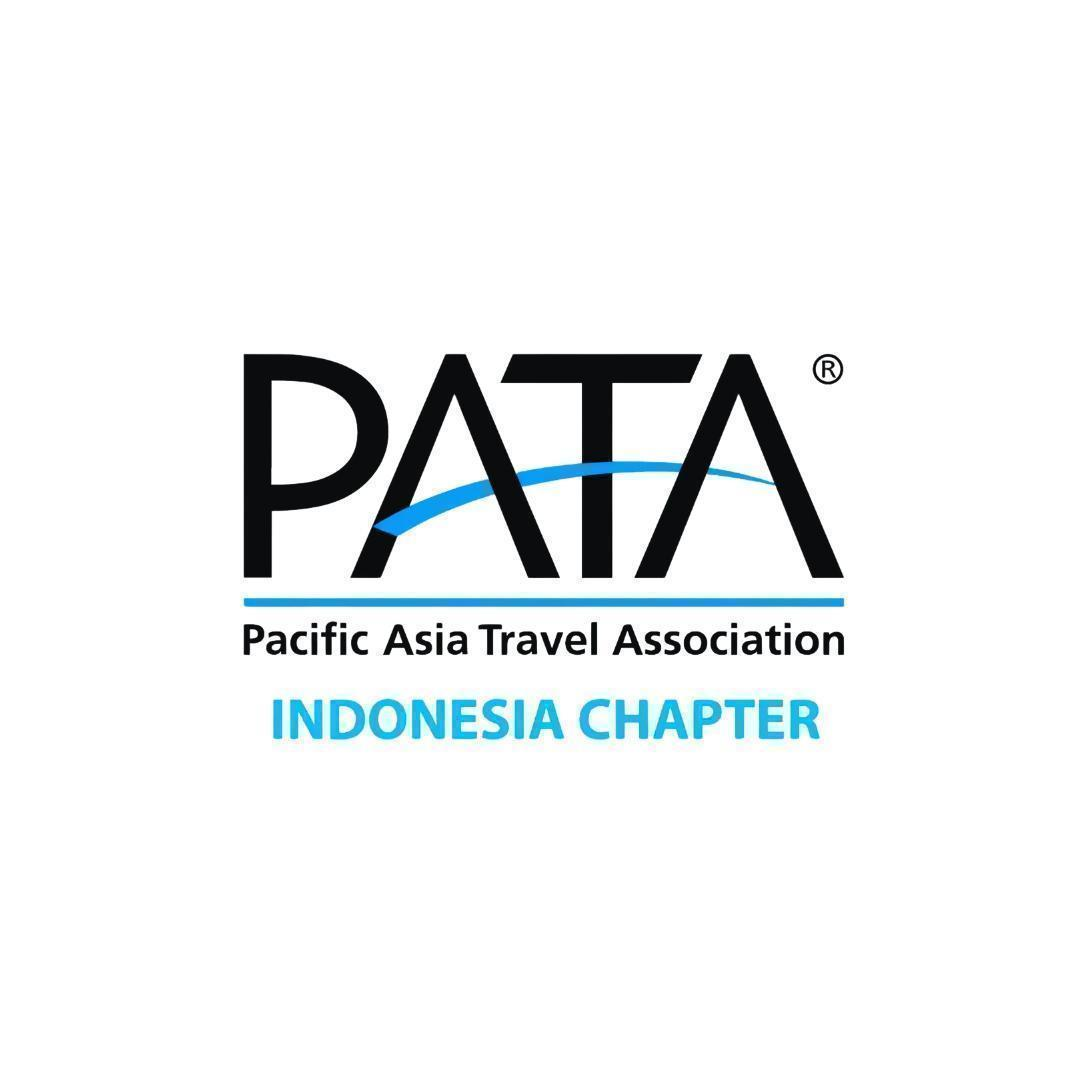 PATA®
Pacific Asia Travel Association
INDONESIA CHAPTER